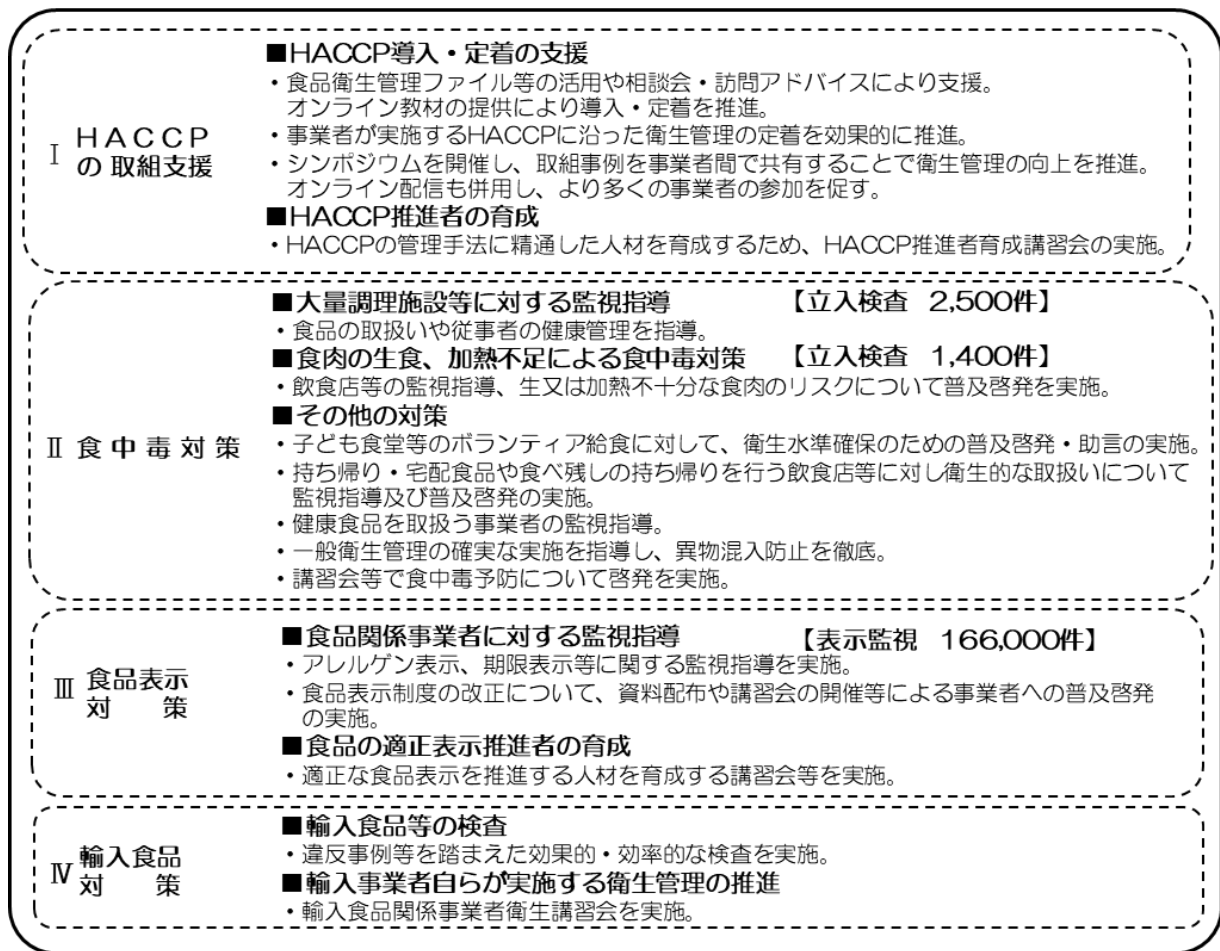 Ⅰ HACCPの取組支援
■HACCP導入・定着の支援
・食品衛生管理ファイル等の活用や相談会・訪問アドバイスにより支援。
オンライン教材の提供により導入・定着を推進。
・事業者が実施するHACCPに沿った衛生管理の定着を効果的に推進。
・シンポジウムを開催し、取組事例を事業者間で共有することで衛生管理の向上を推進。
オンライン配信も併用し、より多くの事業者の参加を促す。
■HACCP推進者の育成
・HACCPの管理手法に精通した人材を育成するため、HACCP推進者育成講習会の実施。
Ⅱ 食中毒対策
■大量調理施設等に対する監視指導 【立入検査 2,500件】
・食品の取扱いや従事者の健康管理を指導。
■食肉の生食、加熱不足による食中毒対策 【立入検査 1,400件】
・飲食店等の監視指導、生又は加熱不十分な食肉のリスクについて普及啓発を実施。
■その他の対策
・子ども食堂等のボランティア給食に対して、衛生水準確保のための普及啓発・助言の実施。
・持ち帰り・宅配食品や食べ残しの持ち帰りを行う飲食店等に対し衛生的な取扱いについて
監視指導及び普及啓発の実施。
・健康食品を取扱う事業者の監視指導。
・一般衛生管理の確実な実施を指導し、異物混入防止を徹底。
・講習会等で食中毒予防について啓発を実施。
Ⅲ 食品表示対策
■食品関係事業者に対する監視指導 【表示監視 166,000件】
・アレルゲン表示、期限表示等に関する監視指導を実施。
・食品表示制度の改正について、資料配布や講習会の開催等による事業者への普及啓発
の実施。
■食品の適正表示推進者の育成
・適正な食品表示を推進する人材を育成する講習会等を実施。
Ⅳ 輸入食品対策
■輸入食品等の検査
・違反事例等を踏まえた効果的・効率的な検査を実施。
■輸入事業者自らが実施する衛生管理の推進
・輸入食品関係事業者衛生講習会を実施。